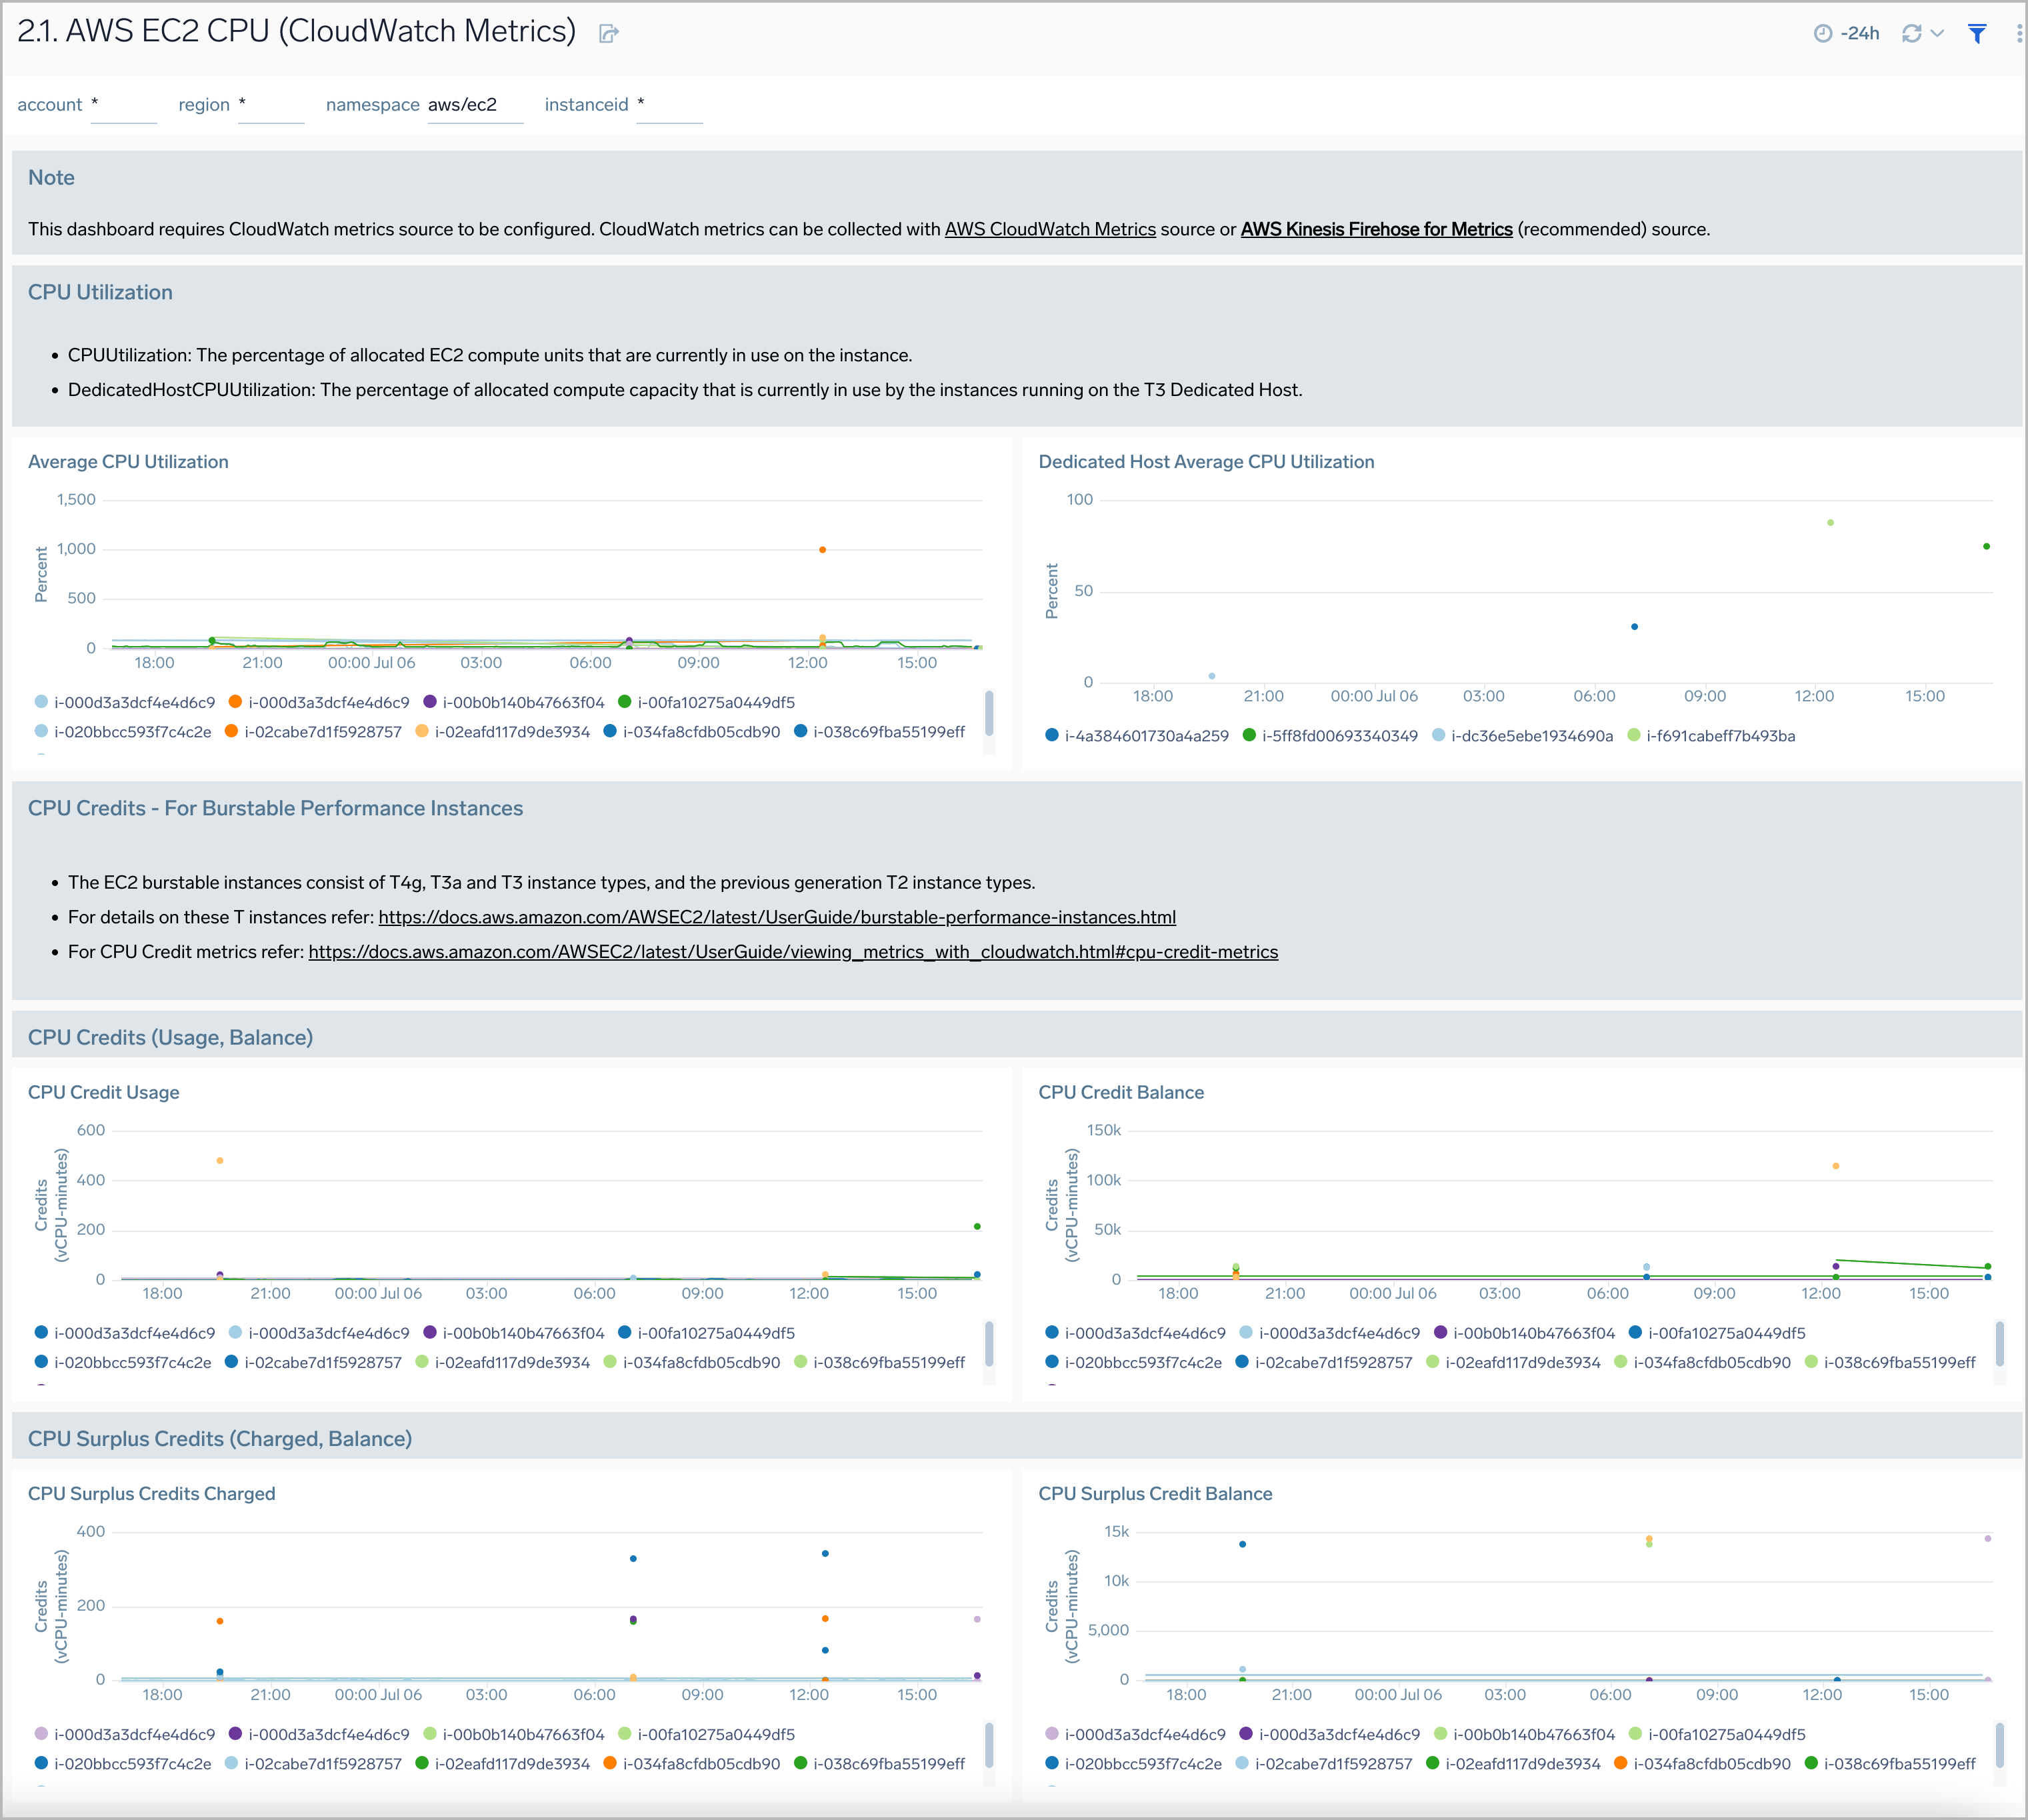 2.1. AWS EC2 CPU (CloudWatch Metrics)
-24h
account * region * namespace aws/ec2 instanceid *
Note
This dashboard requires CloudWatch metrics source to be configured. CloudWatch metrics can be collected with AWS CloudWatch Metrics source or AWS Kinesis Firehose for Metrics (recommended) source.
CPU Utilization
• CPUUtilization: The percentage of allocated EC2 compute units that are currently in use on the instance.
• DedicatedHostCPUUtilization: The percentage of allocated compute capacity that is currently in use by the instances running on the T3 Dedicated Host.
Average CPU Utilization
Percent
1,500
1,000
500
0
18:00 21:00 00:00 Jul 06 03:00 06:00 09:00 12:00 15:00
i-000d3a3dcf4e4d6c9 i-000d3a3dcf4e4d6c9 i-00b0b140b47663f04 i-00fa10275a0449df5
i-020bbcc593f7c4c2e i-02cabe7d1f5928757 i-02eafd117d9de3934 i-034fa8cfdb05cdb90 i-038c69fba55199eff
Dedicated Host Average CPU Utilization
Percent
100
50
0
18:00 21:00 00:00 Jul 06 03:00 06:00 09:00 12:00 15:00
i-4a384601730a4a259 i-5ff8fd00693340349 i-dc36e5ebe1934690a i-f691cabeff7b493ba
CPU Credits - For Burstable Performance Instances
• The EC2 burstable instances consist of T4g, T3a and T3 instance types, and the previous generation T2 instance types.
• For details on these T instances refer: https://docs.aws.amazon.com/AWSEC2/latest/UserGuide/burstable-performance-instances.html
• For CPU Credit metrics refer: https://docs.aws.amazon.com/AWSEC2/latest/UserGuide/viewing_metrics_with_cloudwatch.html#cpu-credit-metrics
CPU Credits (Usage, Balance)
CPU Credit Usage
Credits
(vCPU-minutes)
600
400
200
0
18:00 21:00 00:00 Jul 06 03:00 06:00 09:00 12:00 15:00
i-000d3a3dcf4e4d6c9 i-000d3a3dcf4e4d6c9 i-00b0b140b47663f04 i-00fa10275a0449df5
i-020bbcc593f7c4c2e i-02cabe7d1f5928757 i-02eafd117d9de3934 i-034fa8cfdb05cdb90 i-038c69fba55199eff
CPU Credit Balance
Credits
(vCPU-minutes)
150k
100k
50k
0
18:00 21:00 00:00 Jul 06 03:00 06:00 09:00 12:00 15:00
i-000d3a3dcf4e4d6c9 i-000d3a3dcf4e4d6c9 i-00b0b140b47663f04 i-00fa10275a0449df5
i-020bbcc593f7c4c2e i-02cabe7d1f5928757 i-02eafd117d9de3934 i-034fa8cfdb05cdb90 i-038c69fba55199eff
CPU Surplus Credits (Charged, Balance)
CPU Surplus Credits Charged
Credits
(vCPU-minutes)
400
200
0
18:00 21:00 00:00 Jul 06 03:00 06:00 09:00 12:00 15:00
i-000d3a3dcf4e4d6c9 i-000d3a3dcf4e4d6c9 i-00b0b140b47663f04 i-00fa10275a0449df5
i-020bbcc593f7c4c2e i-02cabe7d1f5928757 i-02eafd117d9de3934 i-034fa8cfdb05cdb90 i-038c69fba55199eff
CPU Surplus Credit Balance
Credits
(vCPU-minutes)
15k
10k
5,000
0
18:00 21:00 00:00 Jul 06 03:00 06:00 09:00 12:00 15:00
i-000d3a3dcf4e4d6c9 i-000d3a3dcf4e4d6c9 i-00b0b140b47663f04 i-00fa10275a0449df5
i-020bbcc593f7c4c2e i-02cabe7d1f5928757 i-02eafd117d9de3934 i-034fa8cfdb05cdb90 i-038c69fba55199eff